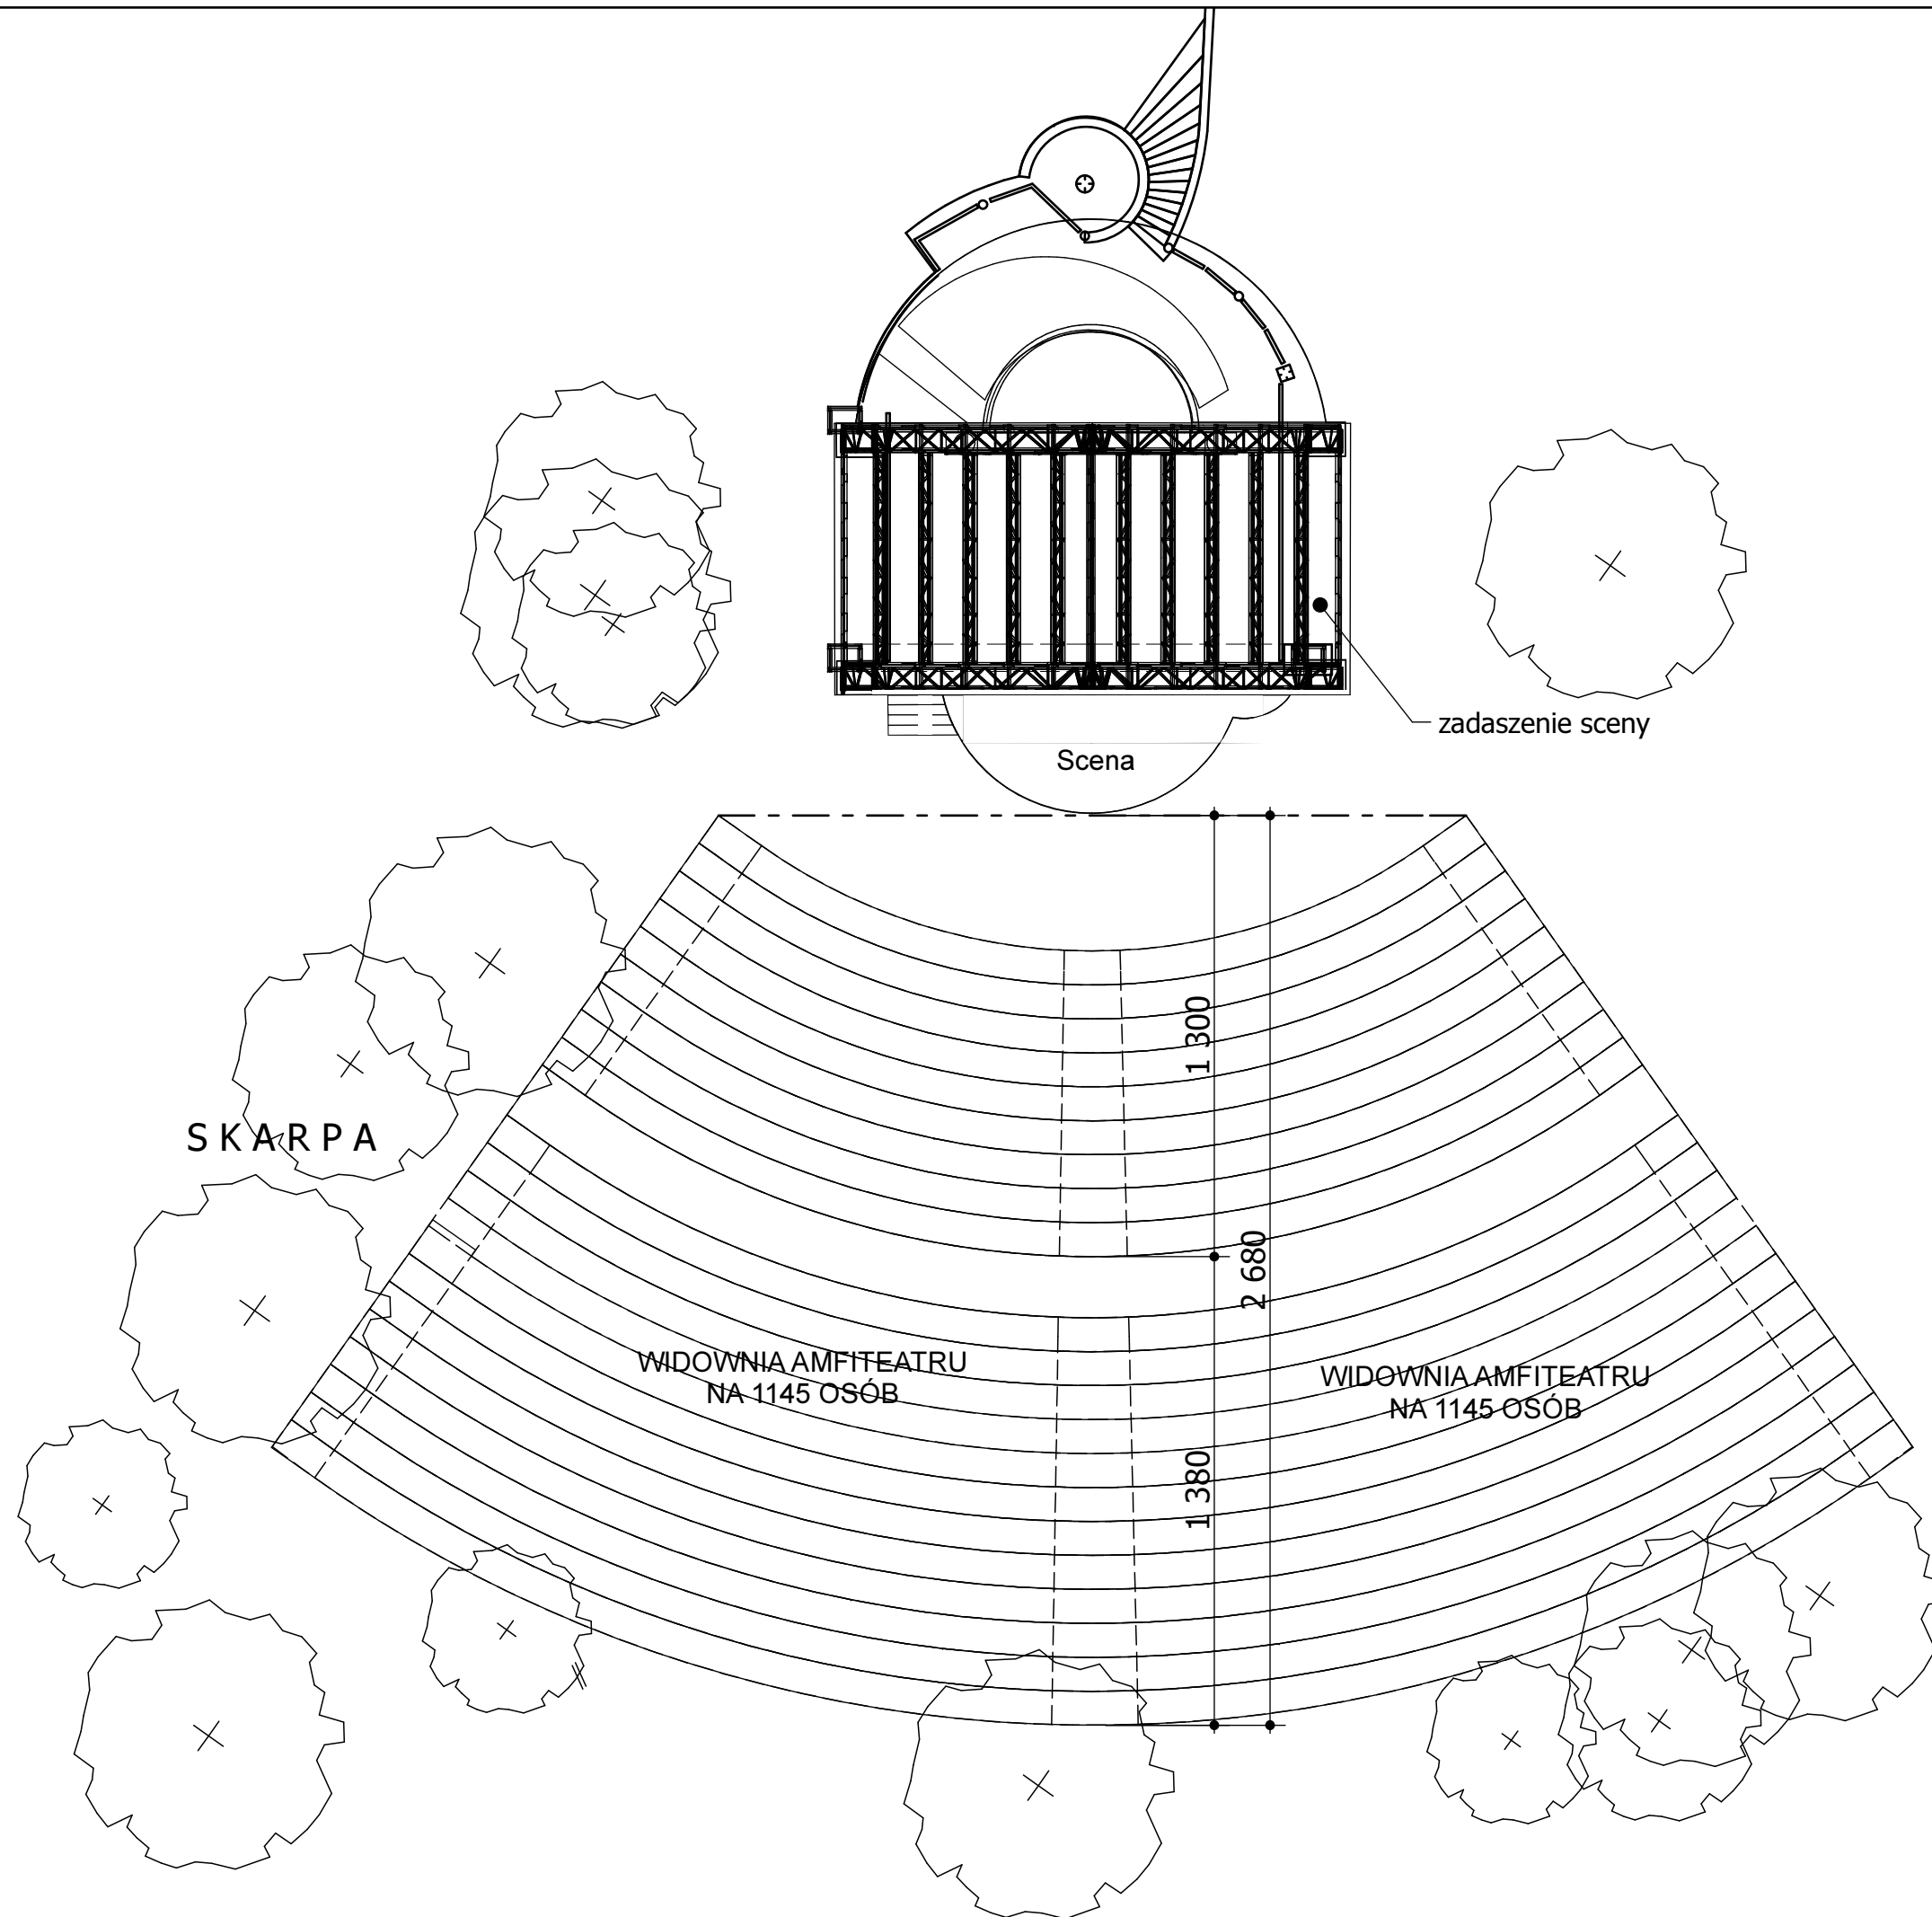 zadaszenie sceny
Scena
1 300
SKARPA
2 680
WIDOWNIA AMFITEATRU
NA 1145 OSÓB
WIDOWNIA AMFITEATRU
NA 1145 OSÓB
1 380